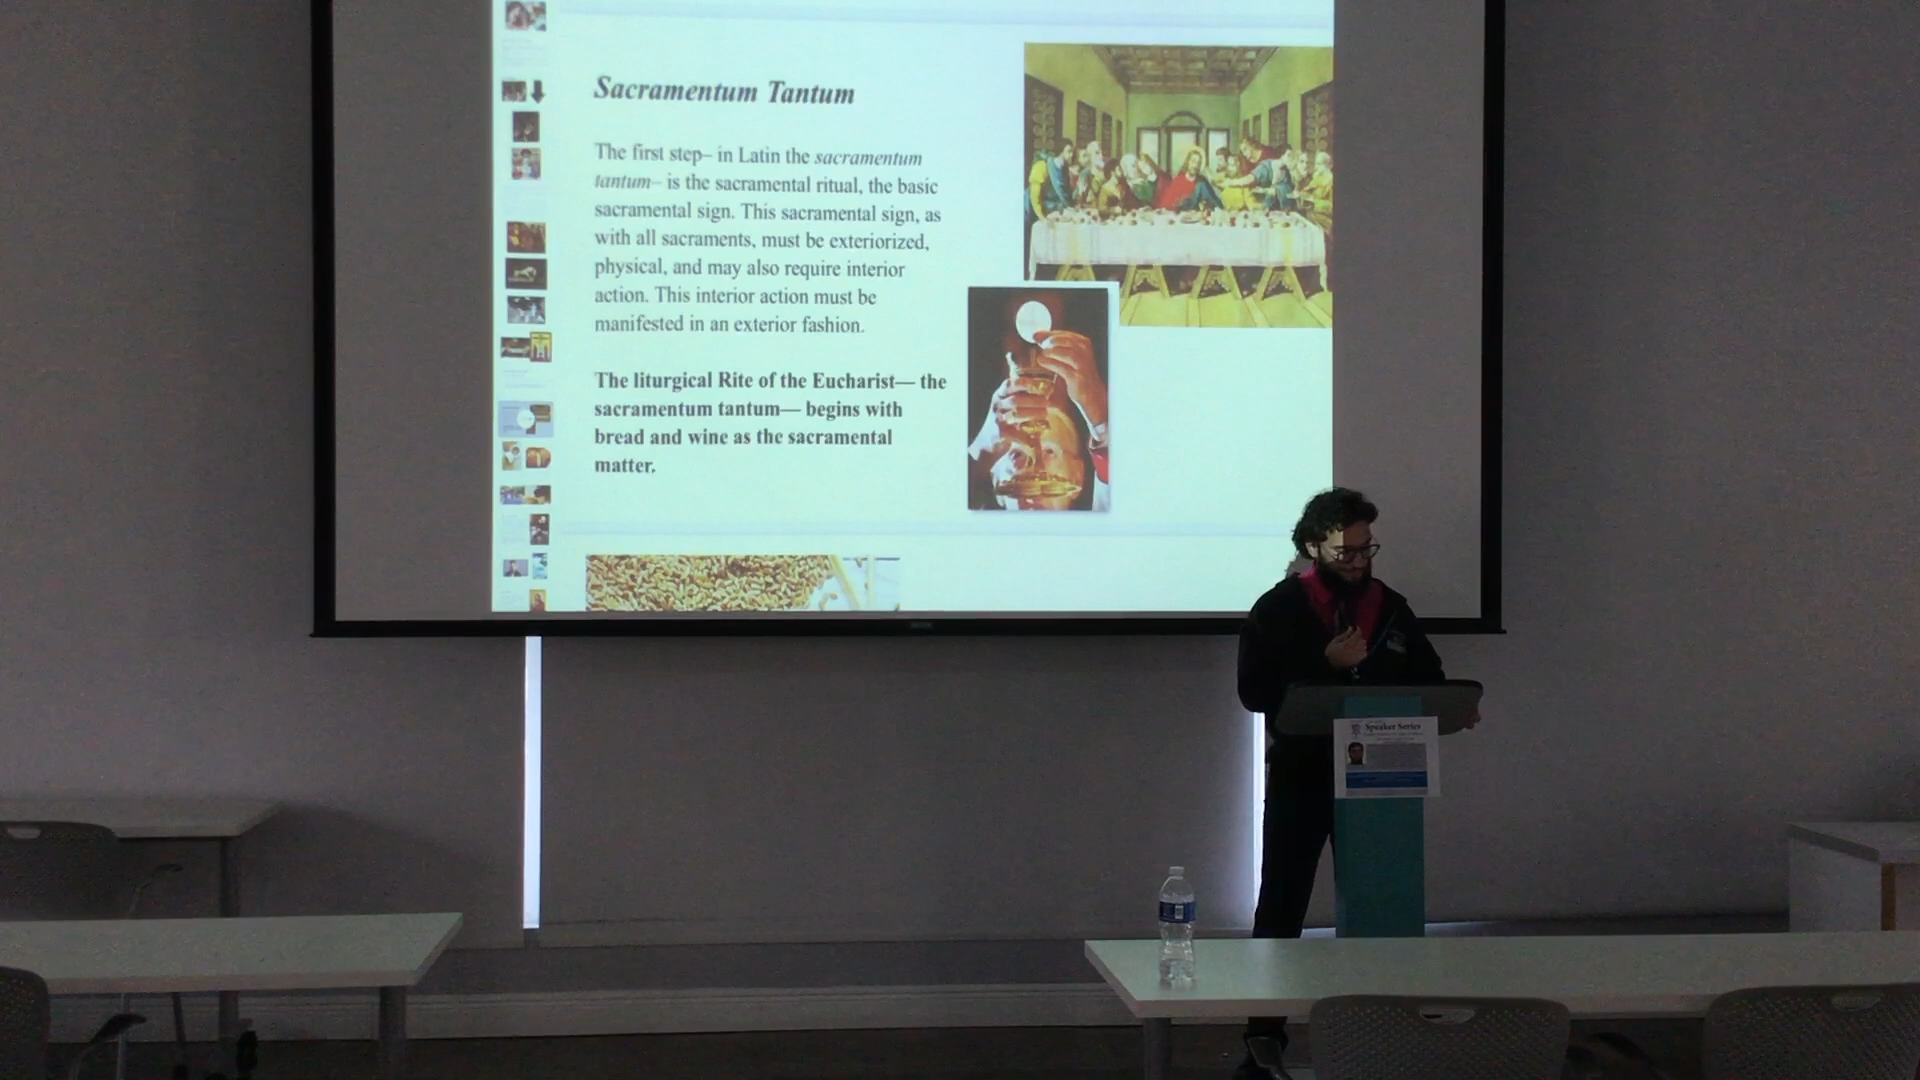 Sacramentum Tantum
The first step– in Latin the sacramentum
tantum– is the sacramental ritual, the basic
sacramental sign. This sacramental sign, as
with all sacraments, must be exteriorized,
physical, and may also require interior
action. This interior action must be
manifested in an exterior fashion.
The liturgical Rite of the Eucharist— the
sacramentum tantum— begins with
bread and wine as the sacramental
matter.
Speaker Series